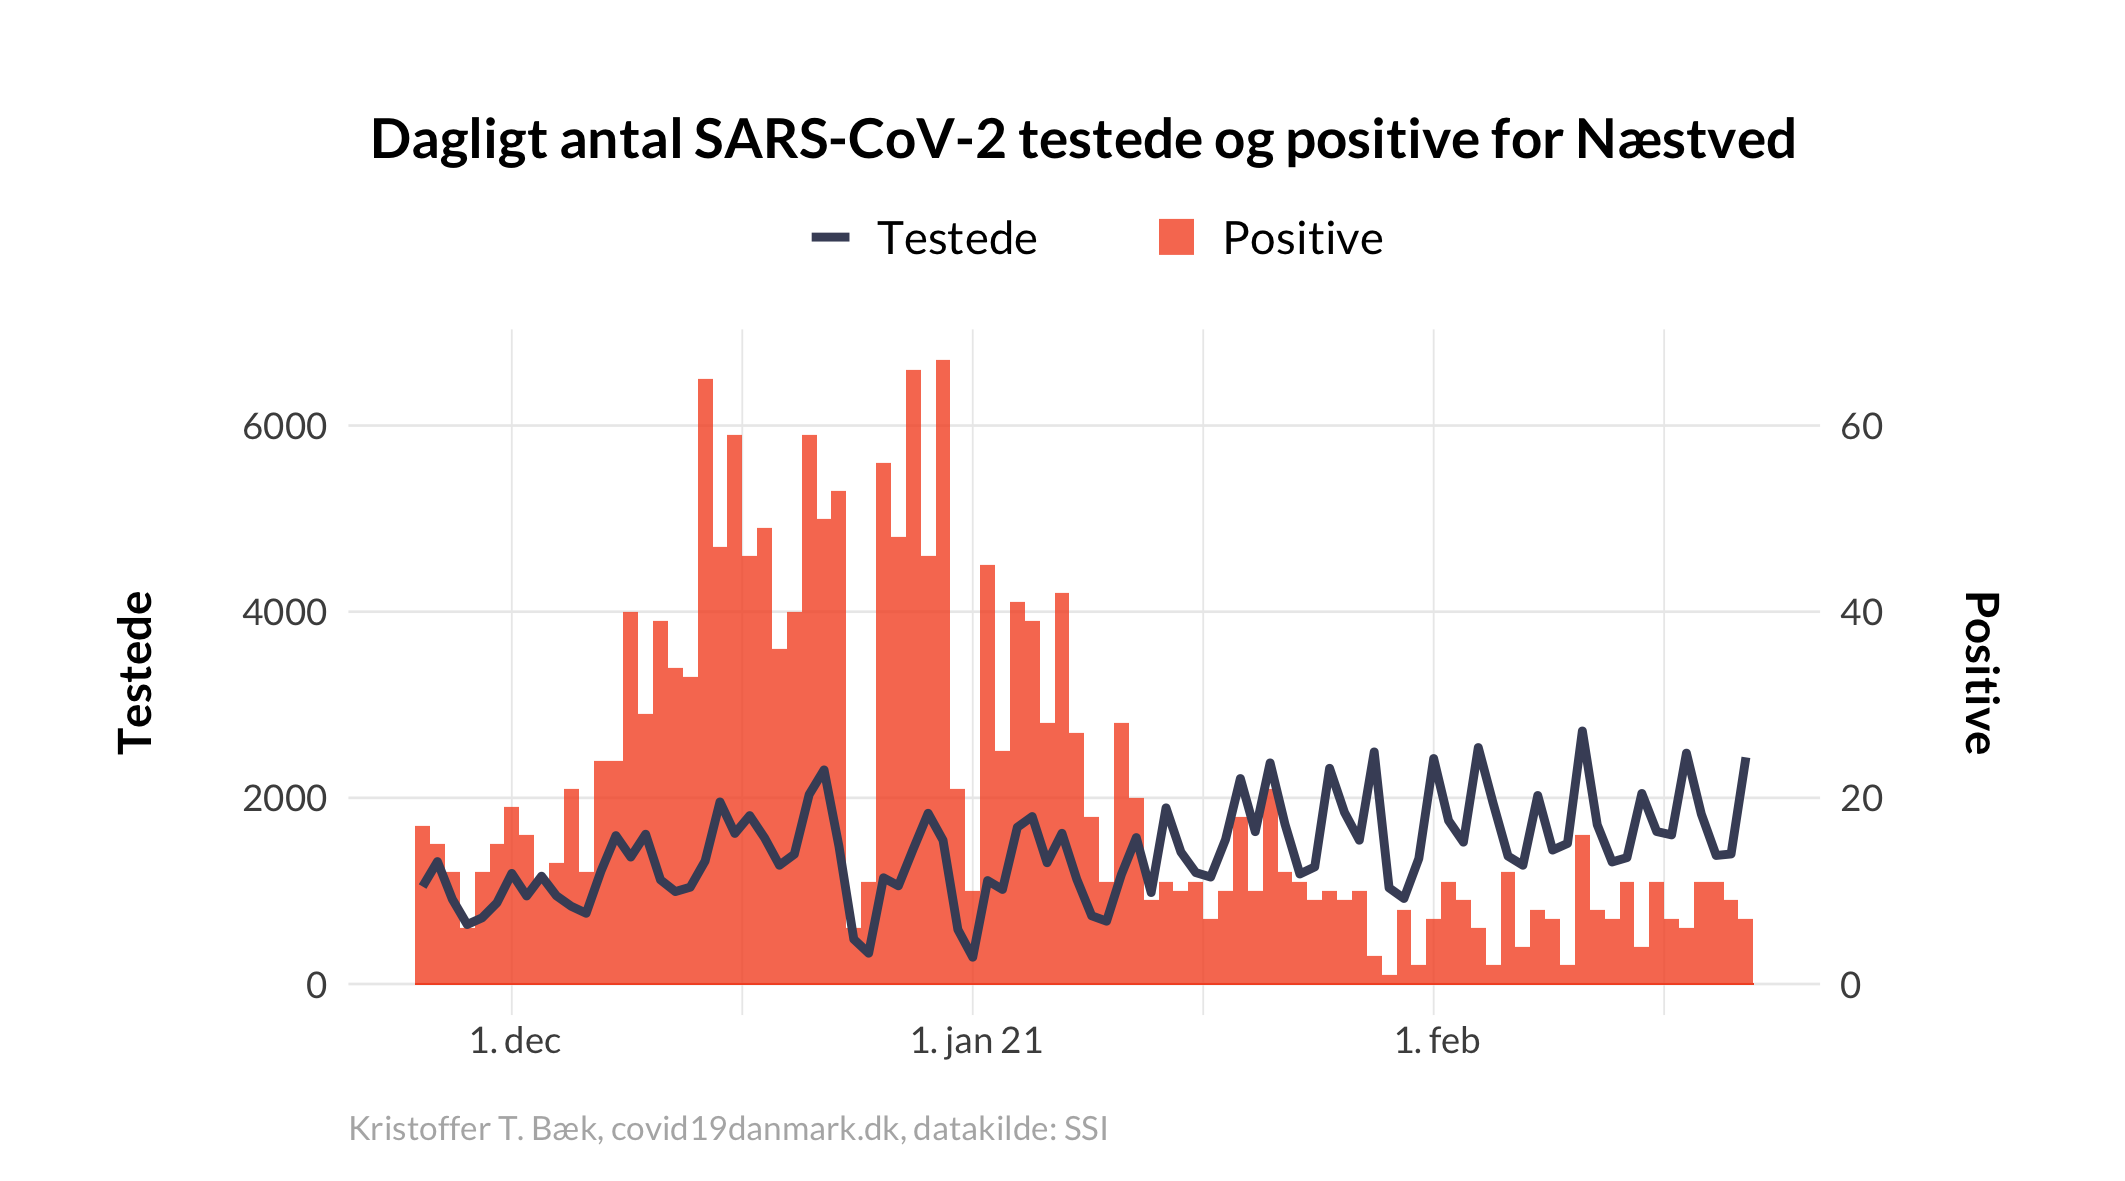 Dagligt antal SARS-CoV-2 testede og positive for Næstved
Testede
Positive
6000
4000
2000
0
Testede
60
40
20
0
Positive
1. dec
1. jan 21
1. feb
Kristoffer T. Bæk, covid19danmark.dk, datakilde: SSI